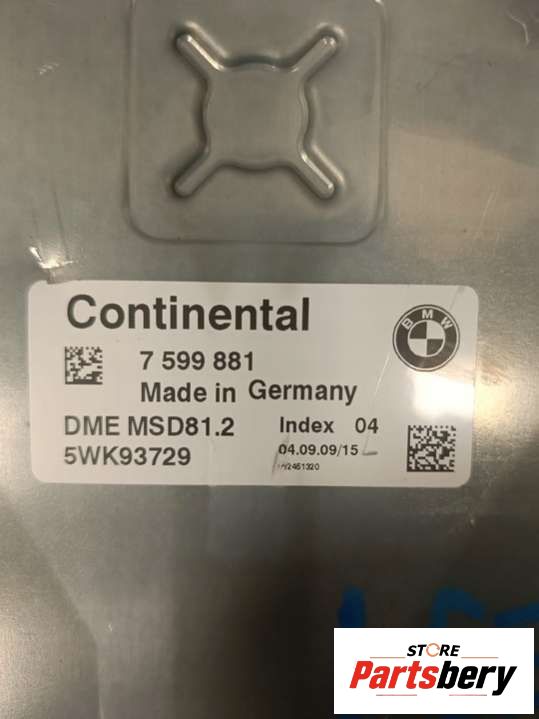 Continental
BMW
7 599 881
Made in Germany
DME MSD81.2 Index 04
5WK93729 04.09.09/15
STORE
Partsbery